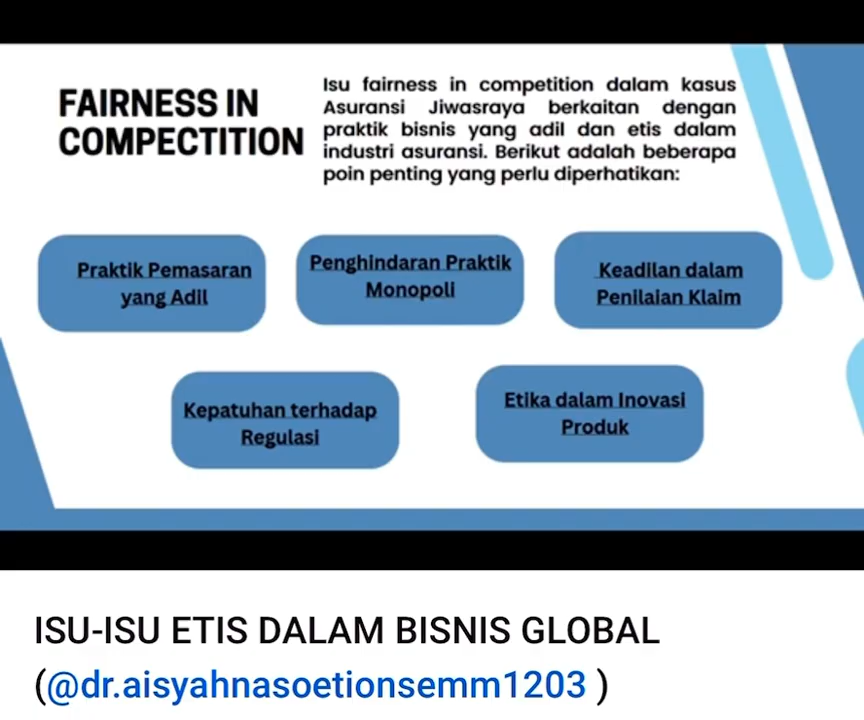 FAIRNESS IN
COMPECTITION
Isu fairness in competition dalam kasus
Asuransi Jiwasraya berkaitan dengan
praktik bisnis yang adil dan etis dalam
industri asuransi. Berikut adalah beberapa
poin penting yang perlu diperhatikan:
Praktik Pemasaran
yang Adil
Penghindaran Praktik
Monopoli
Keadilan dalam
Penilaian Klaim
Kepatuhan terhadap
Regulasi
Etika dalam Inovasi
Produk
ISU-ISU ETIS DALAM BISNIS GLOBAL
(@dr.aisyahnasoetionsemm1203 )